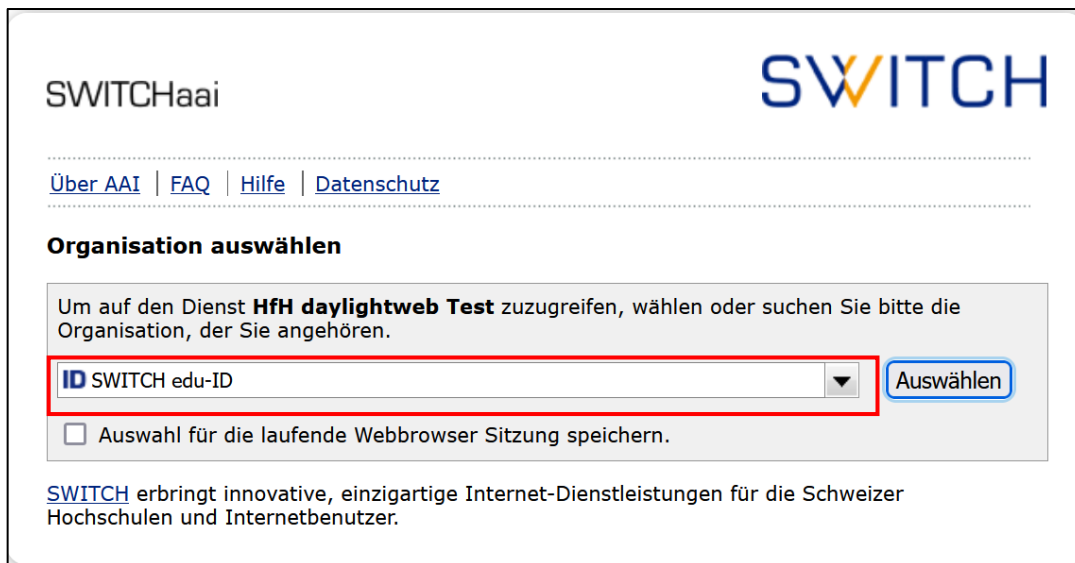 SWITCHaai
SWITCH
Über AAI | FAQ | Hilfe | Datenschutz
Organisation auswählen
Um auf den Dienst HfH daylightweb Test zuzugreifen, wählen oder suchen Sie bitte die
Organisation, der Sie angehören.
ID SWITCH edu-ID
Auswählen
Auswahl für die laufende Webbrowser Sitzung speichern.
SWITCH erbringt innovative, einzigartige Internet-Dienstleistungen für die Schweizer
Hochschulen und Internetbenutzer.